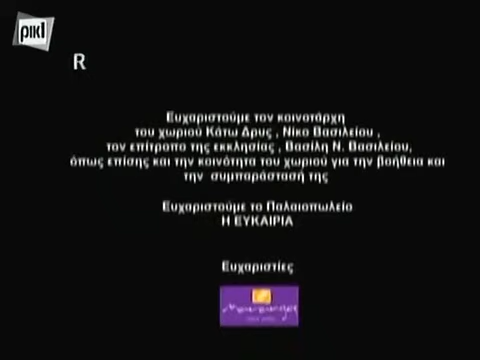 ρικ1
R
Ευχαριστούμε τον κοινοτάρχη
του χωριού Κάτω Δρυς , Νίκο Βασιλείου ,
τον επίτροπο της εκκλησίας , Βασίλη Ν. Βασιλείου,
όπως επίσης και την κοινότητα του χωριού για την βοήθεια και
την συμπαράστασή της
Ευχαριστούμε το Παλαιοπωλείο
Η ΕΥΚΑΙΡΙΑ
Ευχαριστίες